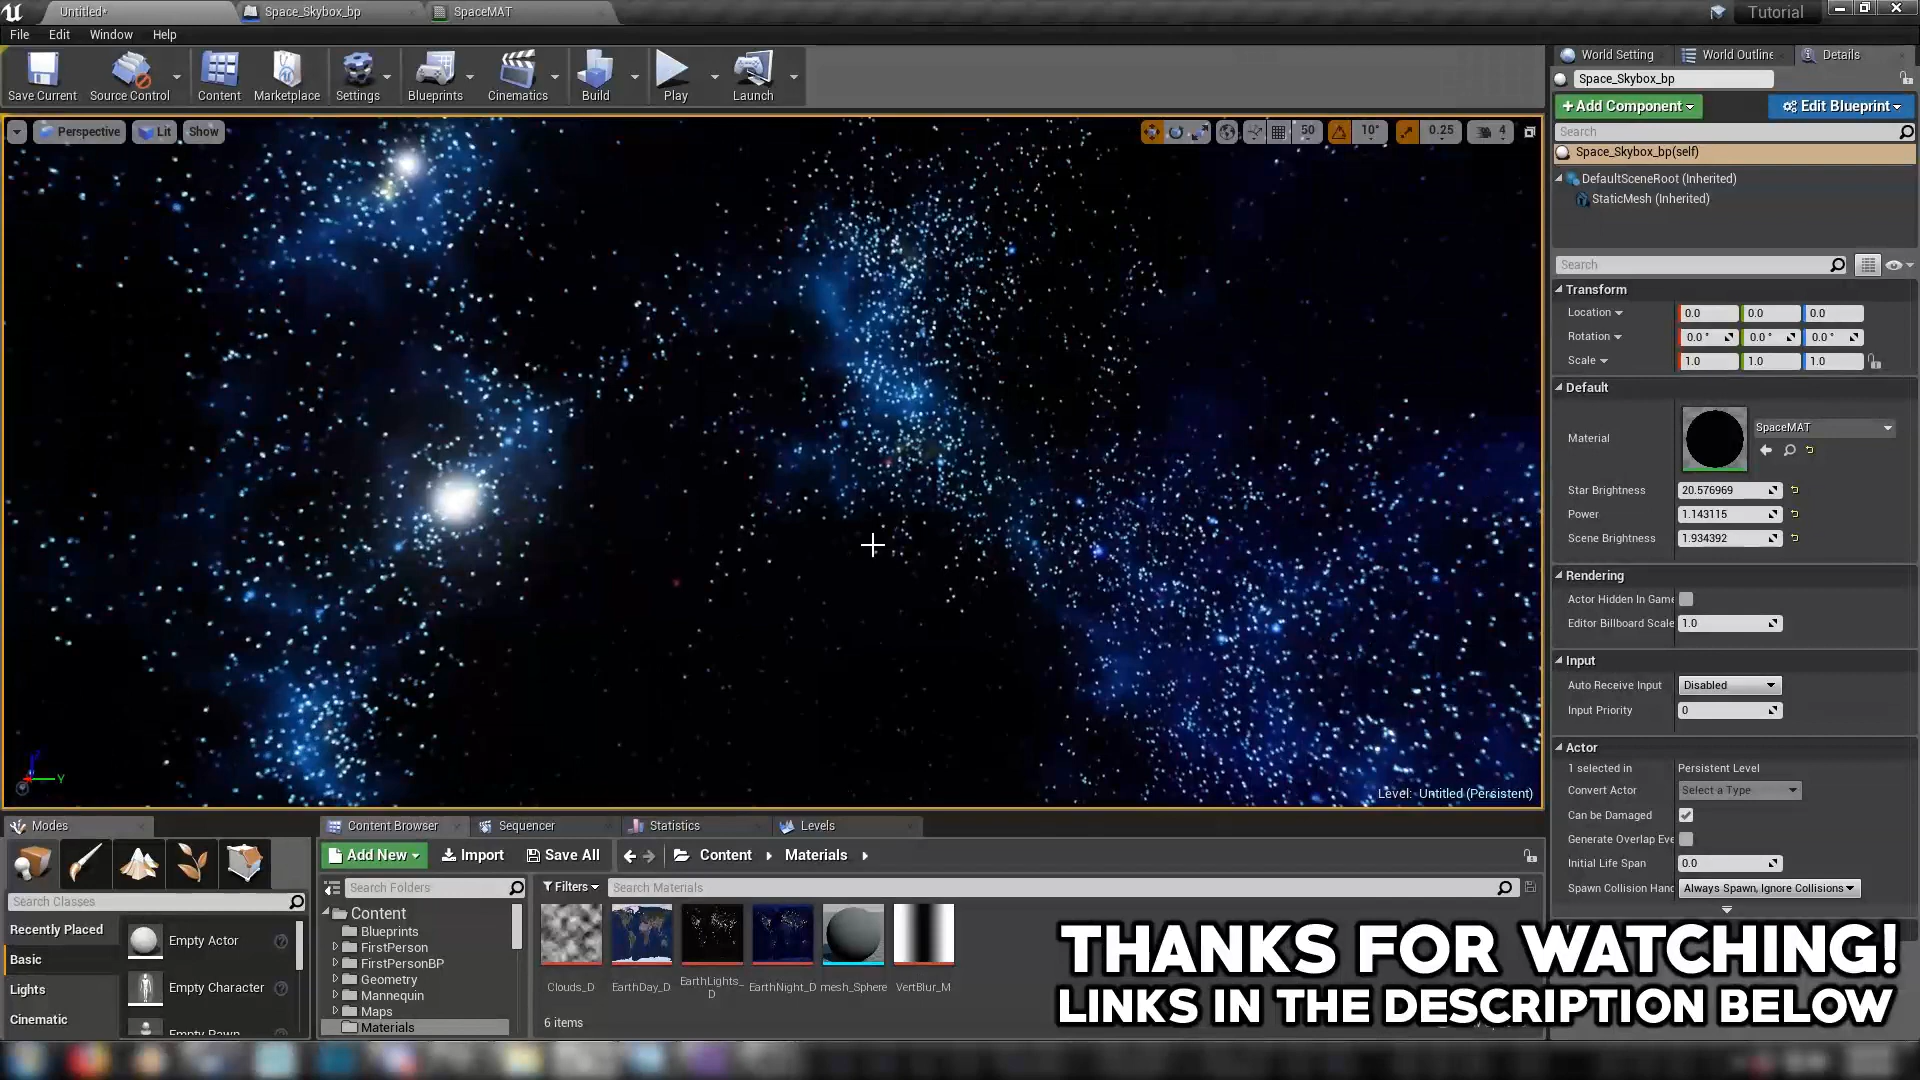 Untitled*
Space_Skybox_bp
SpaceMAT
Tutorial
File
Edit
Window
Help
Save Current
Source Control
Content
Marketplace
Settings
Blueprints
Cinematics
Build
Play
Launch
Perspective
Lit
Show
50
10°
0.25
4
Y
Level: Untitled (Persistent)
World Setting
World Outline
Details
Space_Skybox_bp
+Add Component
Edit Blueprint
Search
Space_Skybox_bp(self)
DefaultSceneRoot (Inherited)
StaticMesh (Inherited)
Search
Transform
Location 0.0 0.0 0.0
Rotation 0.0 ° 0.0 ° 0.0 °
Scale 1.0 1.0 1.0
Default
Material
SpaceMAT
Star Brightness 20.576969
Power 1.143115
Scene Brightness 1.934392
Rendering
Actor Hidden In Game
Editor Billboard Scale 1.0
Input
Auto Receive Input Disabled
Input Priority 0
Actor
1 selected in Persistent Level
Convert Actor Select a Type
Can be Damaged
Generate Overlap Eve
Initial Life Span 0.0
Spawn Collision Hanc Always Spawn, Ignore Collisions
Modes
Search Classes
Recently Placed
Basic
Lights
Cinematic
Empty Actor
Empty Character
Empty Pawn
Content Browser
Sequencer
Statistics
Levels
Add New
Import
Save All
Content
Materials
Search Folders
Filters
Search Materials
Content
Blueprints
FirstPerson
FirstPersonBP
Geometry
Mannequin
Maps
Materials
Clouds_D
EarthDay_D
EarthLights_
D
EarthNight_D
mesh_Sphere
VertBlur_M
6 items
THANKS FOR WATCHING!
LINKS IN THE DESCRIPTION BELOW